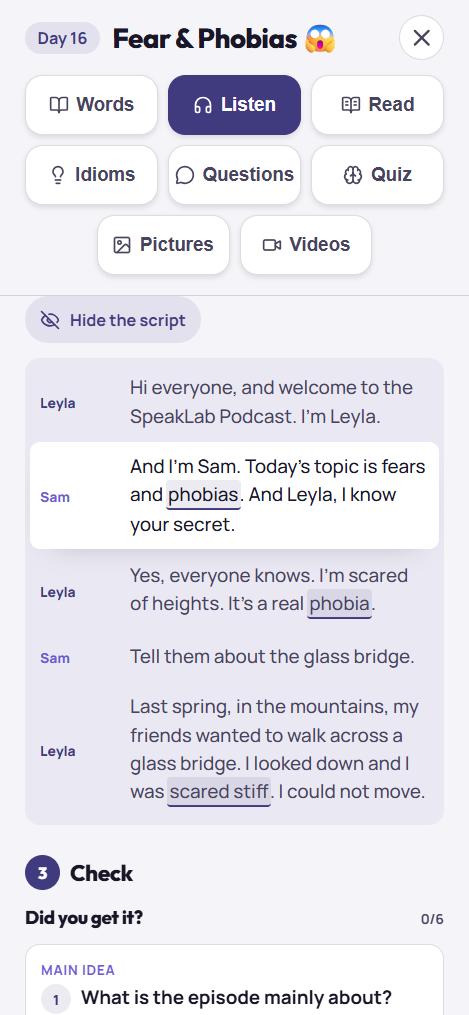 Day 16 Fear & Phobias 😱
Words Listen Read
Idioms Questions Quiz
Pictures Videos
Hide the script
Leyla
Hi everyone, and welcome to the
SpeakLab Podcast. I'm Leyla.
Sam
And I'm Sam. Today's topic is fears
and phobias. And Leyla, I know
your secret.
Leyla
Yes, everyone knows. I'm scared
of heights. It's a real phobia.
Sam
Tell them about the glass bridge.
Leyla
Last spring, in the mountains, my
friends wanted to walk across a
glass bridge. I looked down and I
was scared stiff. I could not move.
3 Check
Did you get it? 0/6
MAIN IDEA
1 What is the episode mainly about?